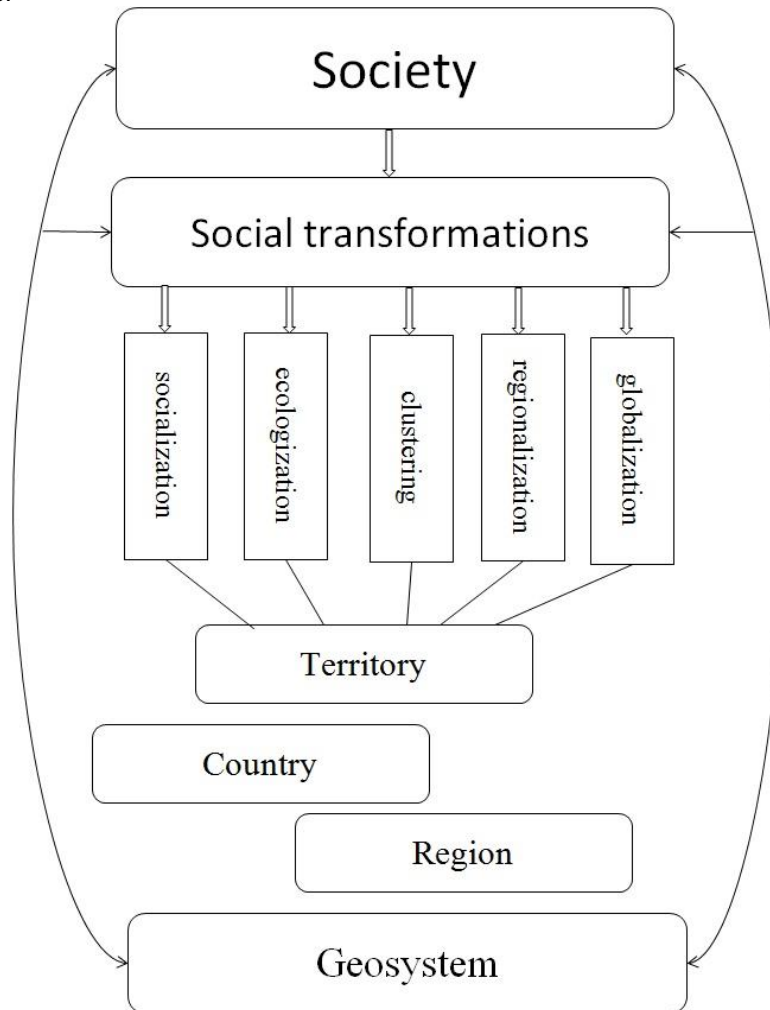 Society
Social transformations
socialization
ecologization
clustering
regionalization
globalization
Territory
Country
Region
Geosystem